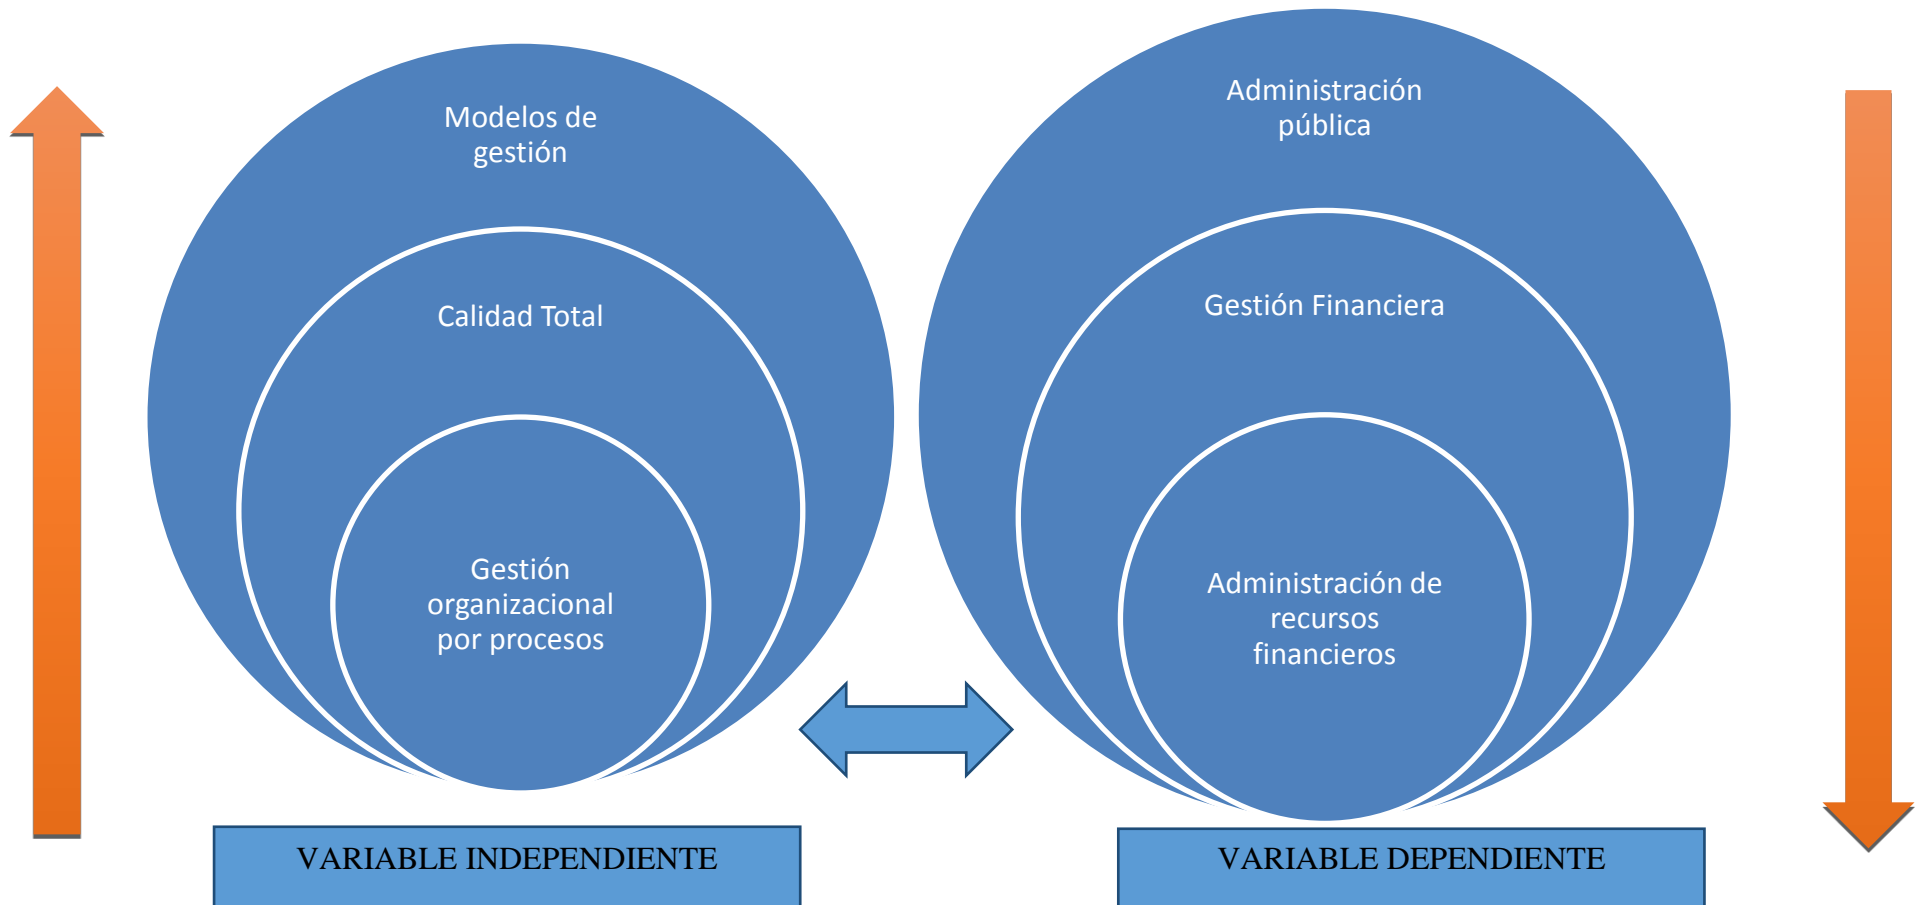 Modelos de
gestión
Calidad Total
Gestión
organizacional
por procesos
VARIABLE INDEPENDIENTE
Administración
pública
Gestión Financiera
Administración de
recursos
financieros
VARIABLE DEPENDIENTE